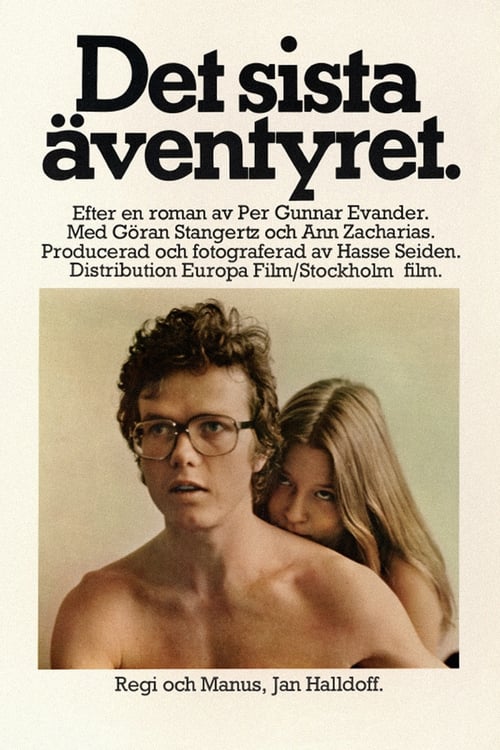 Det sista
äventyret.
Efter en roman av Per Gunnar Evander.
Med Göran Stangertz och Ann Zacharias.
Producerad och fotograferad av Hasse Seiden.
Distribution Europa Film/Stockholm film.
Regi och Manus, Jan Halldoff.